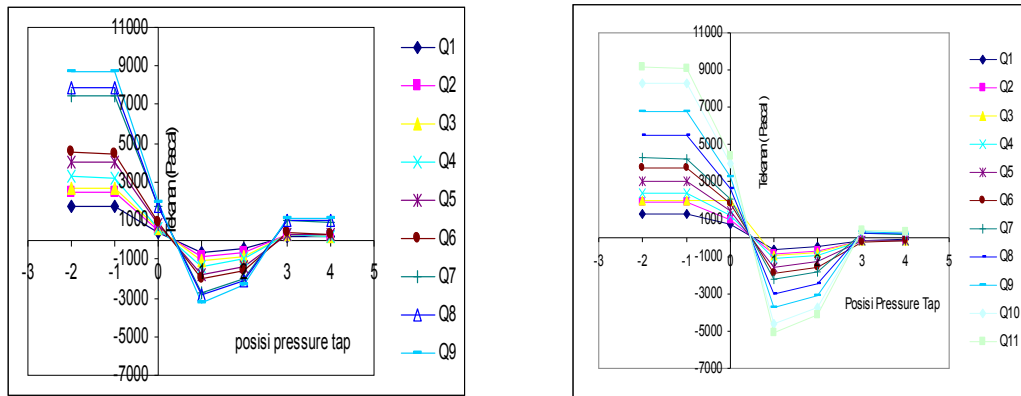 11000
9000
7000
5000
3000
1000
-1000
-3000
-5000
-7000
-3 -2 -1 0 1 2 3 4 5
Tekanan (Pascal)
posisi pressure tap
Q1
Q2
Q3
Q4
Q5
Q6
Q7
Q8
Q9
11000
9000
7000
5000
3000
1000
-1000
-3000
-5000
-7000
-3 -2 -1 0 1 2 3 4 5
Tekanan (Pascal)
Posisi Pressure Tap
Q1
Q2
Q3
Q4
Q5
Q6
Q7
Q8
Q9
Q10
Q11